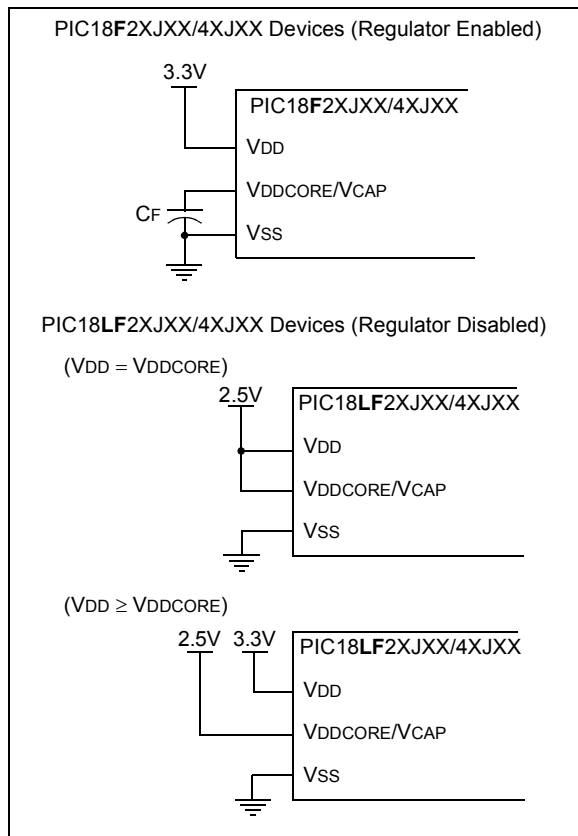 PIC18F2XJXX/4XJXX Devices (Regulator Enabled)
3.3V
PIC18F2XJXX/4XJXX
VDD
VDDCORE/VCAP
CF
VSS
PIC18LF2XJXX/4XJXX Devices (Regulator Disabled)
(VDD = VDDCORE)
2.5V
PIC18LF2XJXX/4XJXX
VDD
VDDCORE/VCAP
VSS
(VDD ≥ VDDCORE)
2.5V 3.3V
PIC18LF2XJXX/4XJXX
VDD
VDDCORE/VCAP
VSS